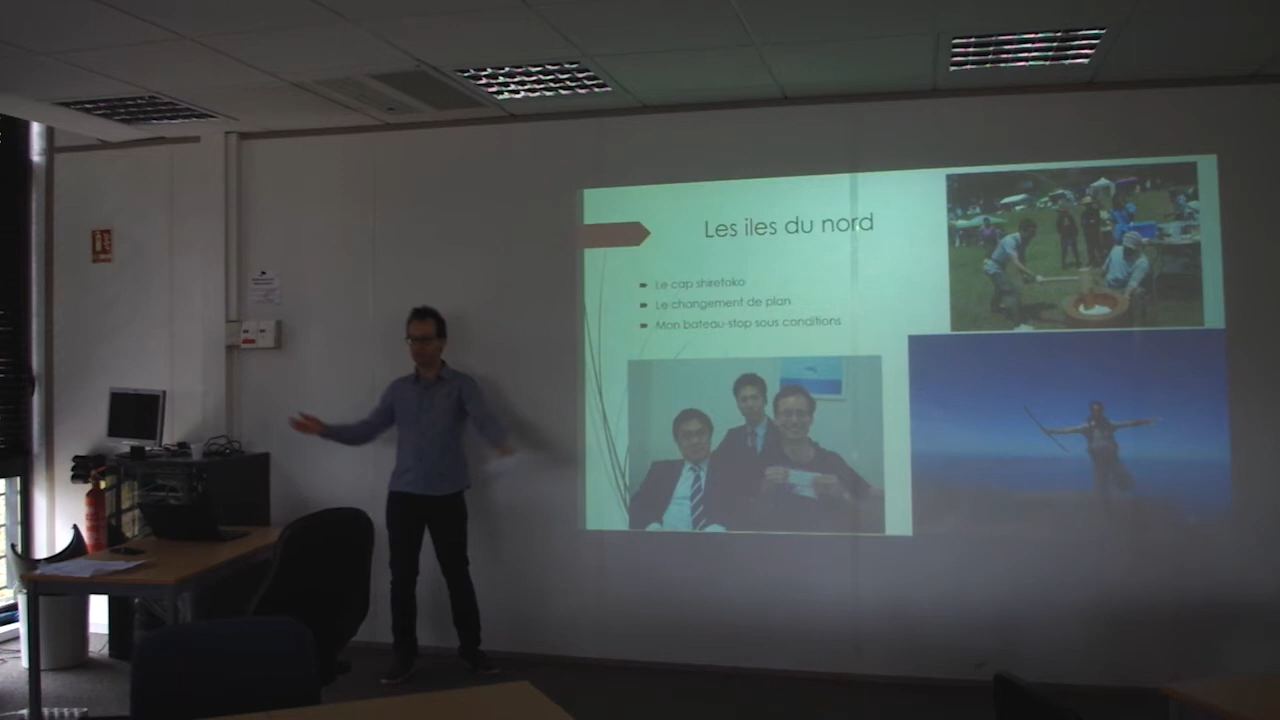 Les iles du nord
Le cap shiretoko
Le changement de plan
Mon bateau-stop sous conditions